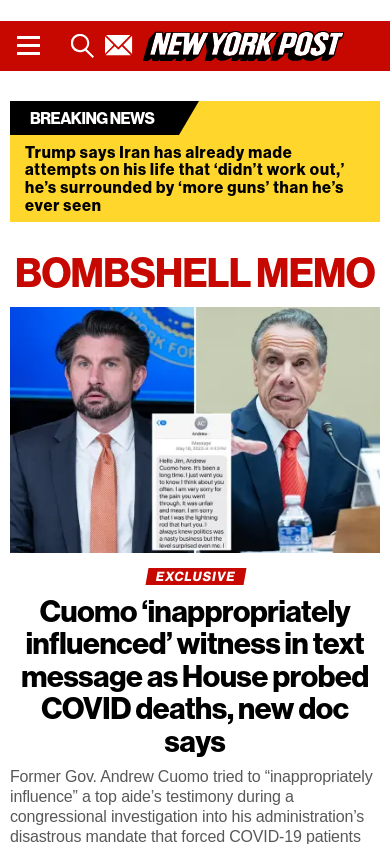 NEW YORK POST
BREAKING NEWS
Trump says Iran has already made
attempts on his life that ‘didn’t work out,’
he’s surrounded by ‘more guns’ than he’s
ever seen
BOMBSHELL MEMO
WORK FOR
AC
Andrew
iMessage
Hello Jim, Andrew
Cuomo here. It's been a
long time. I just want you
to know I think about you
often. I am very sorry for
the pain you went
through. It was unfair
and mean. I am sorry
that I was the lightning
rod that hurt you. I
always knew politics was
a nasty business but the
level surprised even me. I
EXCLUSIVE
Cuomo ‘inappropriately
influenced’ witness in text
message as House probed
COVID deaths, new doc
says
Former Gov. Andrew Cuomo tried to “inappropriately
influence” a top aide’s testimony during a
congressional investigation into his administration’s
disastrous mandate that forced COVID-19 patients